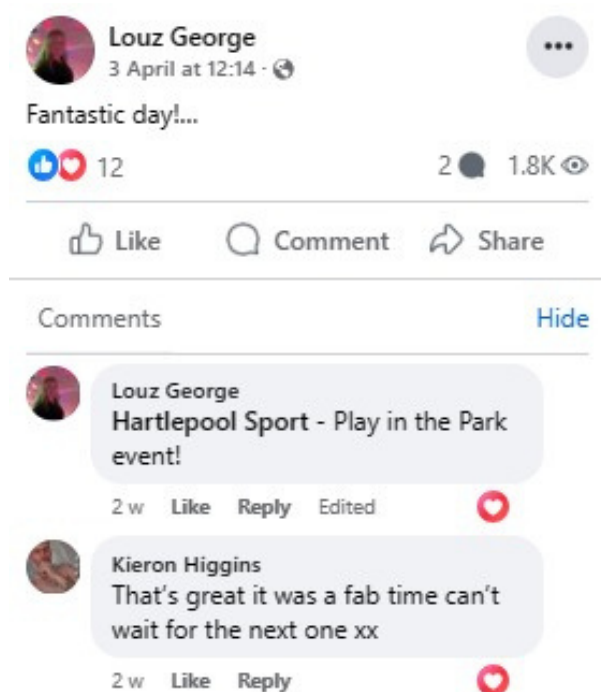 Louz George
3 April at 12:14 ·
Fantastic day!...
12
2
1.8K
Like
Comment
Share
Comments
Hide
Louz George
Hartlepool Sport - Play in the Park
event!
2 w Like Reply Edited
Kieron Higgins
That's great it was a fab time can't
wait for the next one xx
2 w Like Reply